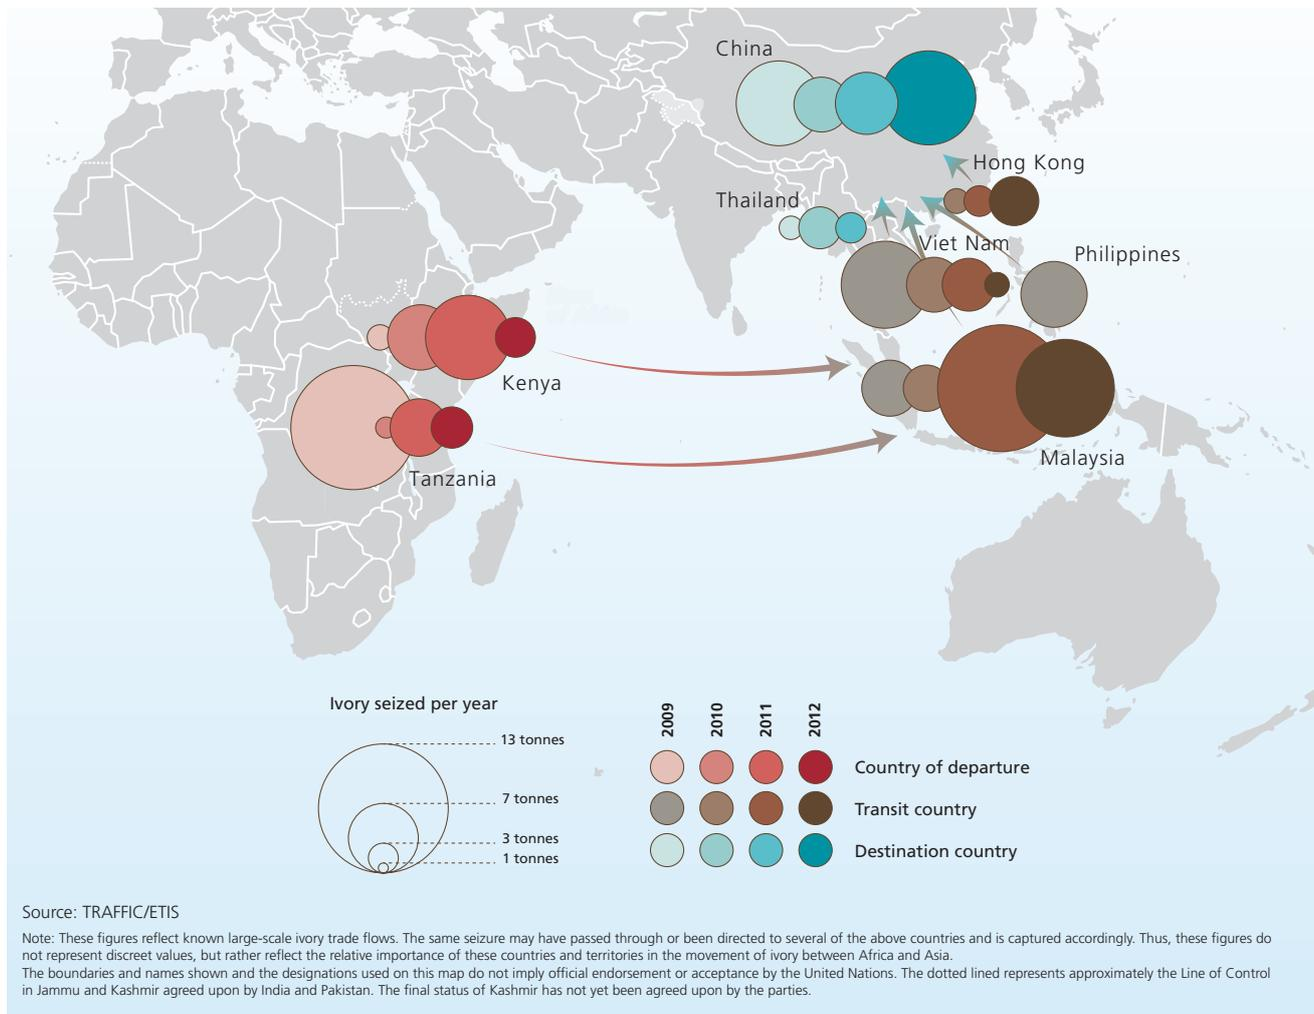 China
Hong Kong
Thailand
Viet Nam
Philippines
Kenya
Malaysia
Tanzania
Ivory seized per year
13 tonnes
7 tonnes
3 tonnes
1 tonnes
2009 2010 2011 2012
Country of departure
Transit country
Destination country
Source: TRAFFIC/ETIS
Note: These figures reflect known large-scale ivory trade flows. The same seizure may have passed through or been directed to several of the above countries and is captured accordingly. Thus, these figures do
not represent discreet values, but rather reflect the relative importance of these countries and territories in the movement of ivory between Africa and Asia.
The boundaries and names shown and the designations used on this map do not imply official endorsement or acceptance by the United Nations. The dotted lined represents approximately the Line of Control
in Jammu and Kashmir agreed upon by India and Pakistan. The final status of Kashmir has not yet been agreed upon by the parties.